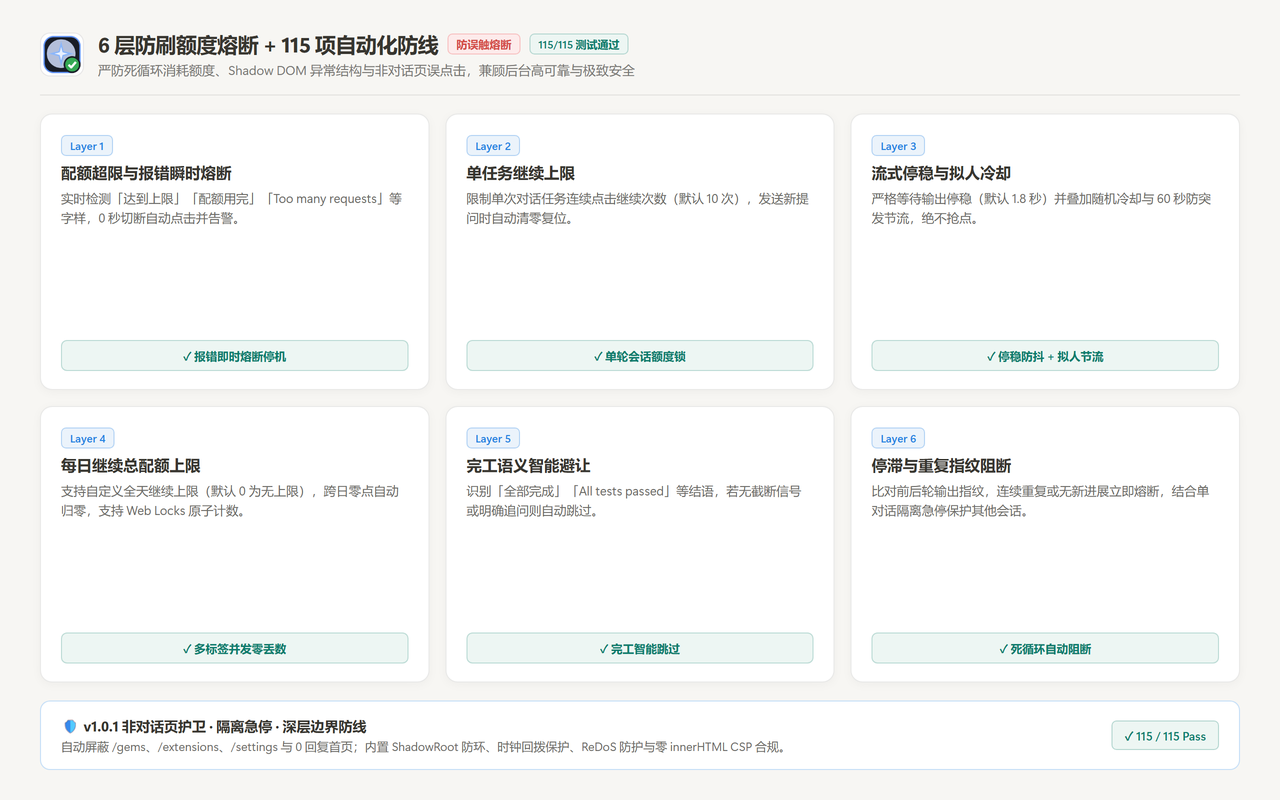 6 层防刷额度熔断 + 115 项自动化防线 防误触熔断 115/115 测试通过
严防死循环消耗额度、Shadow DOM 异常结构与非对话页误点击，兼顾后台高可靠与极致安全
Layer 1
配额超限与报错瞬时熔断
实时检测「达到上限」「配额用完」「Too many requests」等
字样，0 秒切断自动点击并告警。
✓ 报错即时熔断停机
Layer 2
单任务继续上限
限制单次对话任务连续点击继续次数（默认 10 次），发送新提
问时自动清零复位。
✓ 单轮会话额度锁
Layer 3
流式停稳与拟人冷却
严格等待输出停稳（默认 1.8 秒）并叠加随机冷却与 60 秒防突
发节流，绝不抢点。
✓ 停稳防抖 + 拟人节流
Layer 4
每日继续总配额上限
支持自定义全天继续上限（默认 0 为无上限），跨日零点自动
归零，支持 Web Locks 原子计数。
✓ 多标签并发零丢数
Layer 5
完工语义智能避让
识别「全部完成」「All tests passed」等结语，若无截断信号
或明确追问则自动跳过。
✓ 完工智能跳过
Layer 6
停滞与重复指纹阻断
比对前后轮输出指纹，连续重复或无新进展立即熔断，结合单
对话隔离急停保护其他会话。
✓ 死循环自动阻断
v1.0.1 非对话页护卫 · 隔离急停 · 深层边界防线
自动屏蔽 /gems、/extensions、/settings 与 0 回复首页；内置 ShadowRoot 防环、时钟回拨保护、ReDoS 防护与零 innerHTML CSP 合规。
✓ 115 / 115 Pass